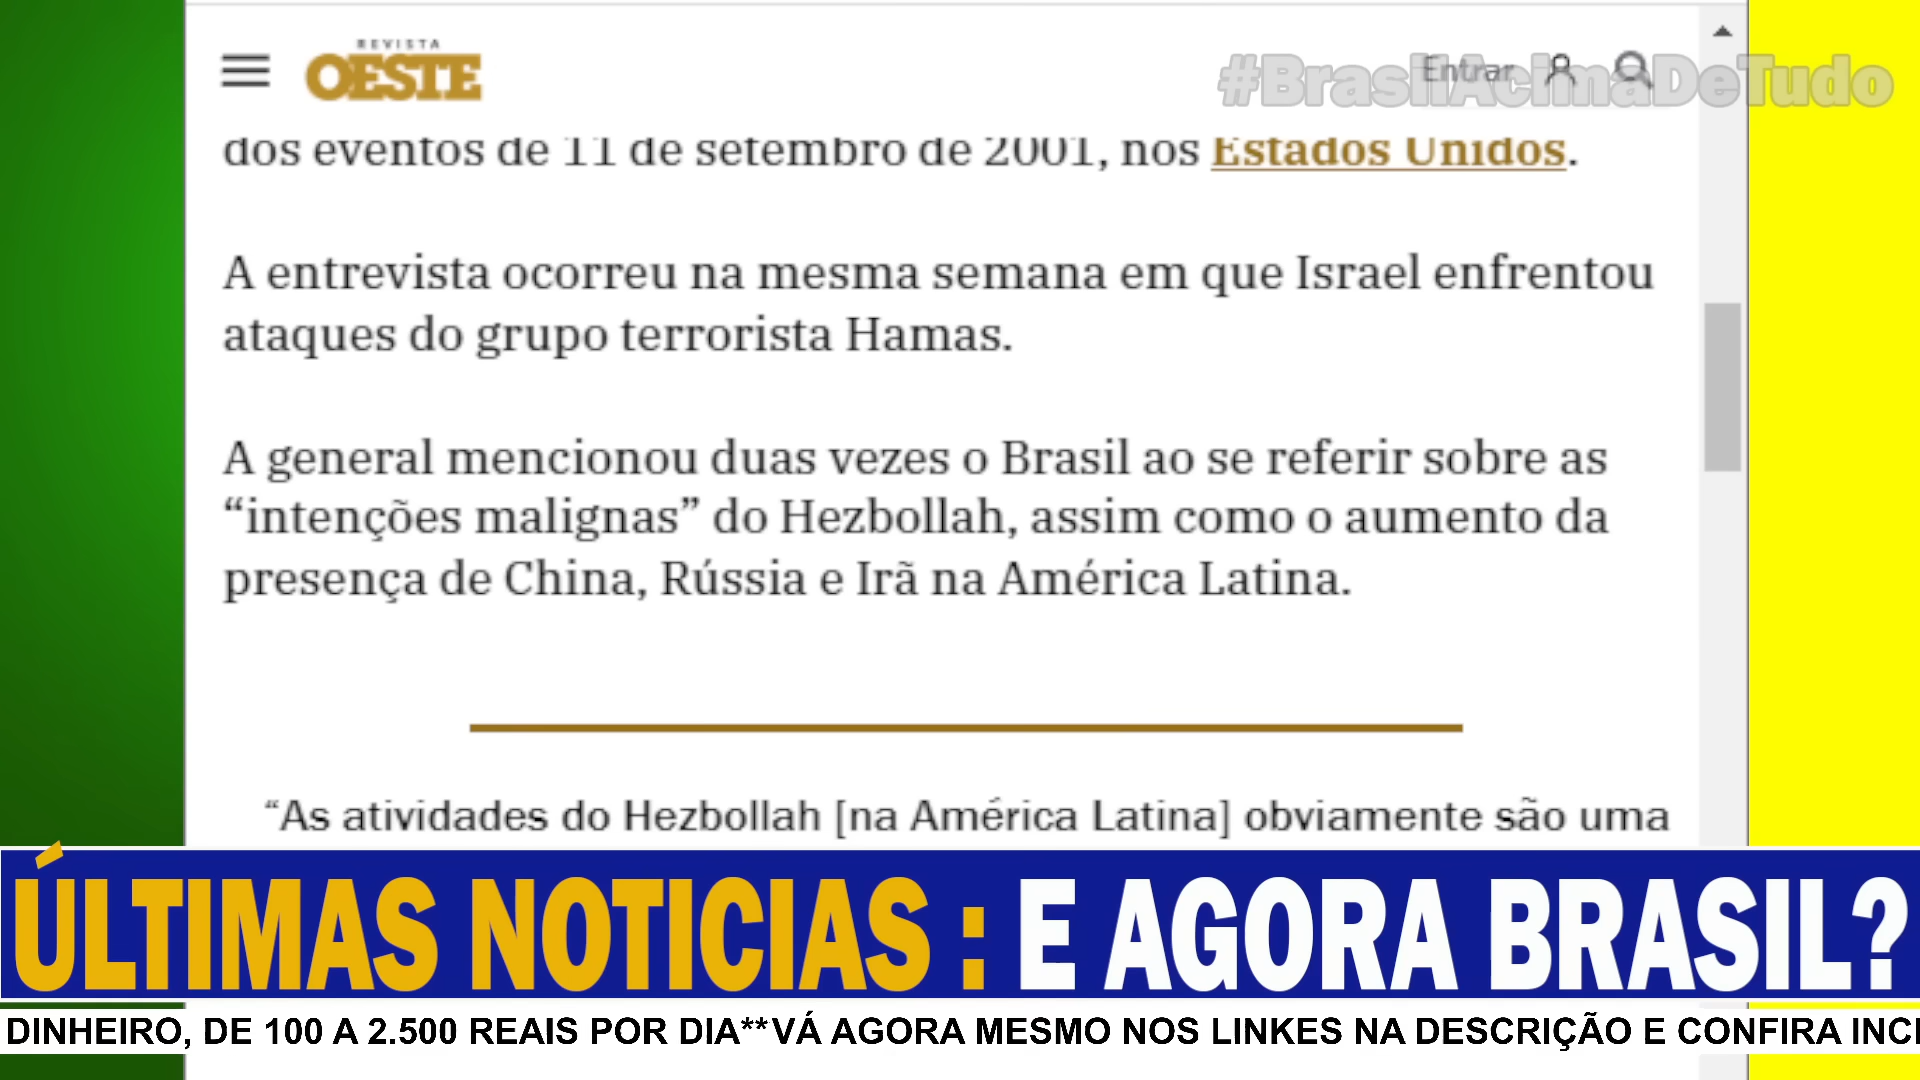 REVISTA
OESTE
Entrar
#BrasilAcimaDeTudo
dos eventos de 11 de setembro de 2001, nos Estados Unidos.
A entrevista ocorreu na mesma semana em que Israel enfrentou
ataques do grupo terrorista Hamas.
A general mencionou duas vezes o Brasil ao se referir sobre as
“intenções malignas” do Hezbollah, assim como o aumento da
presença de China, Rússia e Irã na América Latina.
“As atividades do Hezbollah [na América Latina] obviamente são uma
ÚLTIMAS NOTICIAS : E AGORA BRASIL?
DINHEIRO, DE 100 A 2.500 REAIS POR DIA**VÁ AGORA MESMO NOS LINKES NA DESCRIÇÃO E CONFIRA INCI